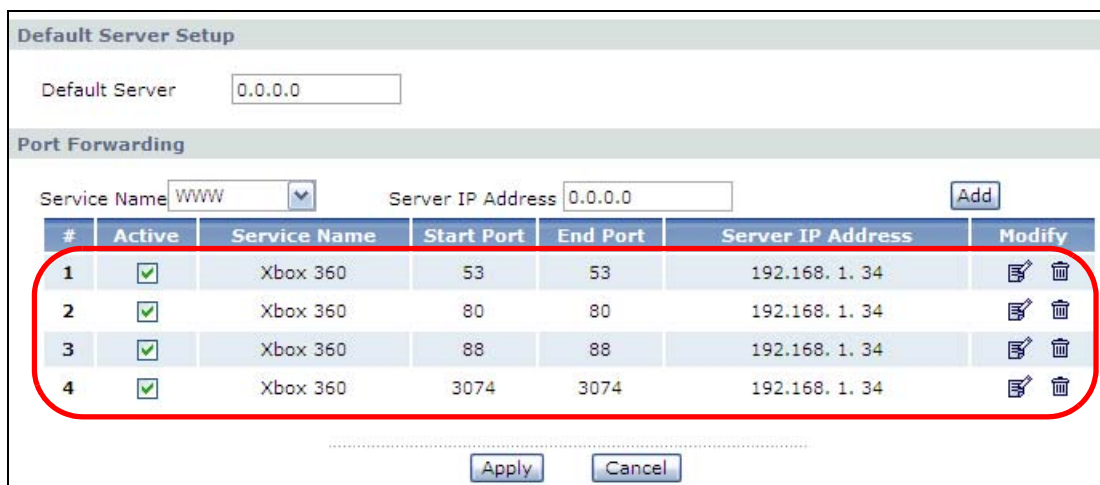 Default Server Setup
Default Server 0.0.0.0
Port Forwarding
Service Name WWW Server IP Address 0.0.0.0 Add
# Active Service Name Start Port End Port Server IP Address Modify
1 Xbox 360 53 53 192.168. 1. 34
2 Xbox 360 80 80 192.168. 1. 34
3 Xbox 360 88 88 192.168. 1. 34
4 Xbox 360 3074 3074 192.168. 1. 34
Apply Cancel